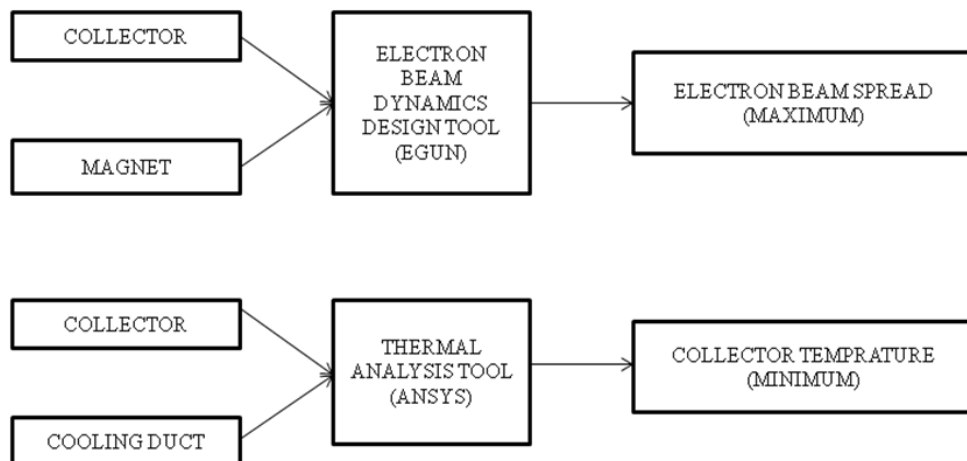 COLLECTOR
MAGNET
ELECTRON
BEAM
DYNAMICS
DESIGN TOOL
(EGUN)
ELECTRON BEAM SPREAD
(MAXIMUM)
COLLECTOR
COOLING DUCT
THERMAL
ANALYSIS TOOL
(ANSYS)
COLLECTOR TEMPRATURE
(MINIMUM)